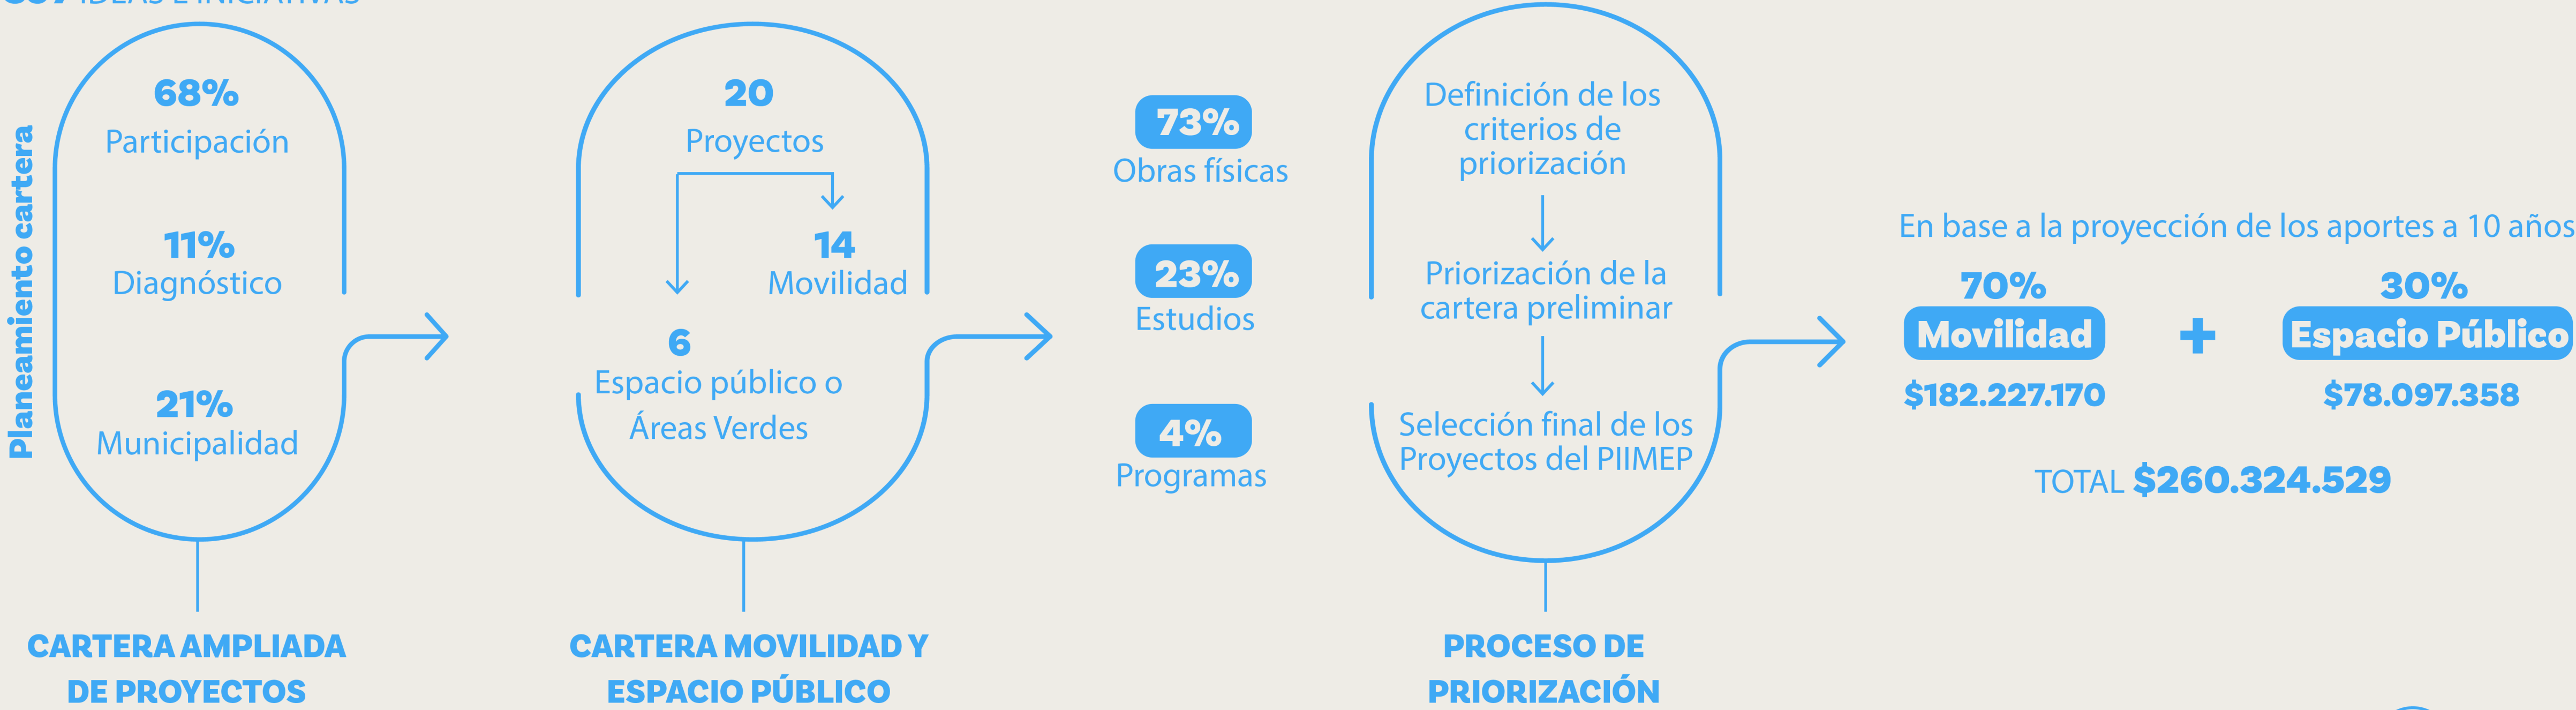 IDEAS E INICIATIVAS
Planeamiento cartera
68%
Participación
11%
Diagnóstico
21%
Municipalidad
CARTERA AMPLIADA
DE PROYECTOS
20
Proyectos
14
Movilidad
6
Espacio público o
Áreas Verdes
CARTERA MOVILIDAD Y
ESPACIO PÚBLICO
73%
Obras físicas
23%
Estudios
4%
Programas
Definición de los
criterios de
priorización
Priorización de la
cartera preliminar
Selección final de los
Proyectos del PIIMEP
PROCESO DE
PRIORIZACIÓN
En base a la proyección de los aportes a 10 años
70%
Movilidad
$182.227.170
+
30%
Espacio Público
$78.097.358
TOTAL $260.324.529